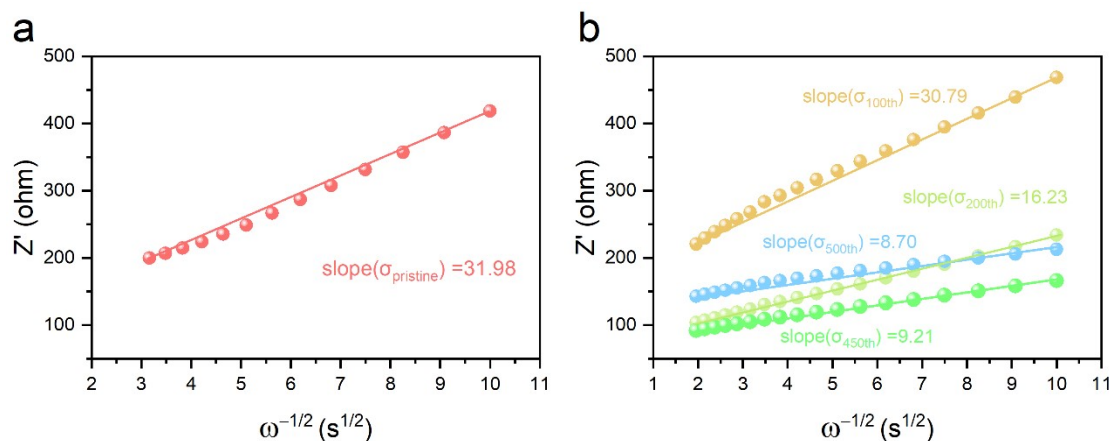 a
500
400
300
200
100
Z' (ohm)
slope(σpristine) =31.98
2 3 4 5 6 7 8 9 10 11
ω−1/2 (s1/2)
b
500
400
300
200
100
Z' (ohm)
slope(σ100th) =30.79
slope(σ200th) =16.23
slope(σ500th) =8.70
slope(σ450th) =9.21
1 2 3 4 5 6 7 8 9 10 11
ω−1/2 (s1/2)